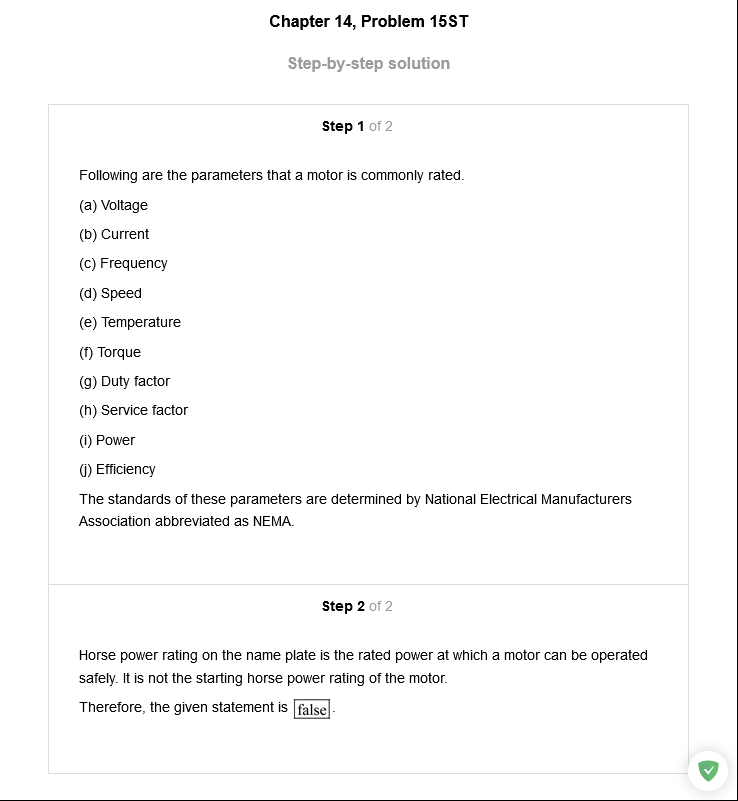 Chapter 14, Problem 15ST
Step-by-step solution
Step 1 of 2
Following are the parameters that a motor is commonly rated.
(a) Voltage
(b) Current
(c) Frequency
(d) Speed
(e) Temperature
(f) Torque
(g) Duty factor
(h) Service factor
(i) Power
(j) Efficiency
The standards of these parameters are determined by National Electrical Manufacturers
Association abbreviated as NEMA.
Step 2 of 2
Horse power rating on the name plate is the rated power at which a motor can be operated
safely. It is not the starting horse power rating of the motor.
Therefore, the given statement is false.